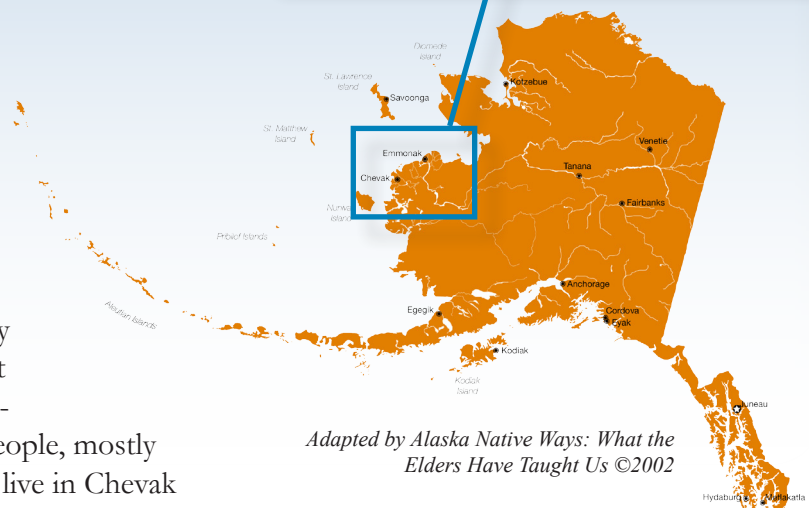 Diomede
Island
St. Lawrence
Island
Kotzebue
Savoonga
St. Matthew
Island
Venetie
Emmonak
Tanana
Chevak
Fairbanks
Island
Pribilof Islands
Anchorage
Aleutian Islands
Egegik
Cordova
Eyak
Kodiak
Kodiak
Island
Juneau
Hydaburg
Metlakatla
y
t
-
eople, mostly
live in Chevak
Adapted by Alaska Native Ways: What the
Elders Have Taught Us ©2002